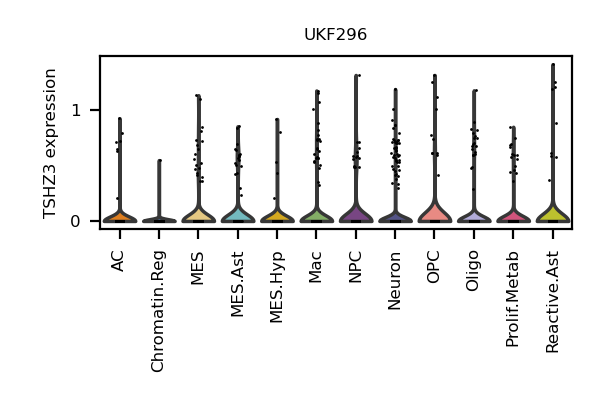 UKF296
TSHZ3 expression
1
0
AC
Chromatin.Reg
MES
MES.Ast
MES.Hyp
Mac
NPC
Neuron
OPC
Oligo
Prolif.Metab
Reactive.Ast